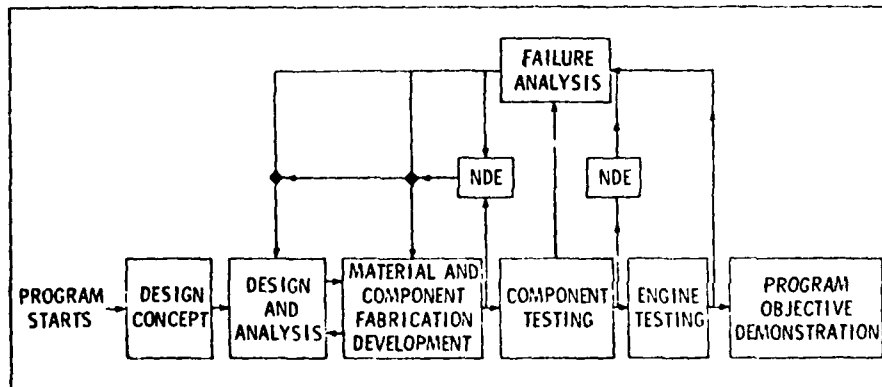 FAILURE
ANALYSIS
NDE
NDE
PROGRAM
STARTS
DESIGN
CONCEPT
DESIGN
AND
ANALYSIS
MATERIAL AND
COMPONENT
FABRICATION
DEVELOPMENT
COMPONENT
TESTING
ENGINE
TESTING
PROGRAM
OBJECTIVE
DEMONSTRATION